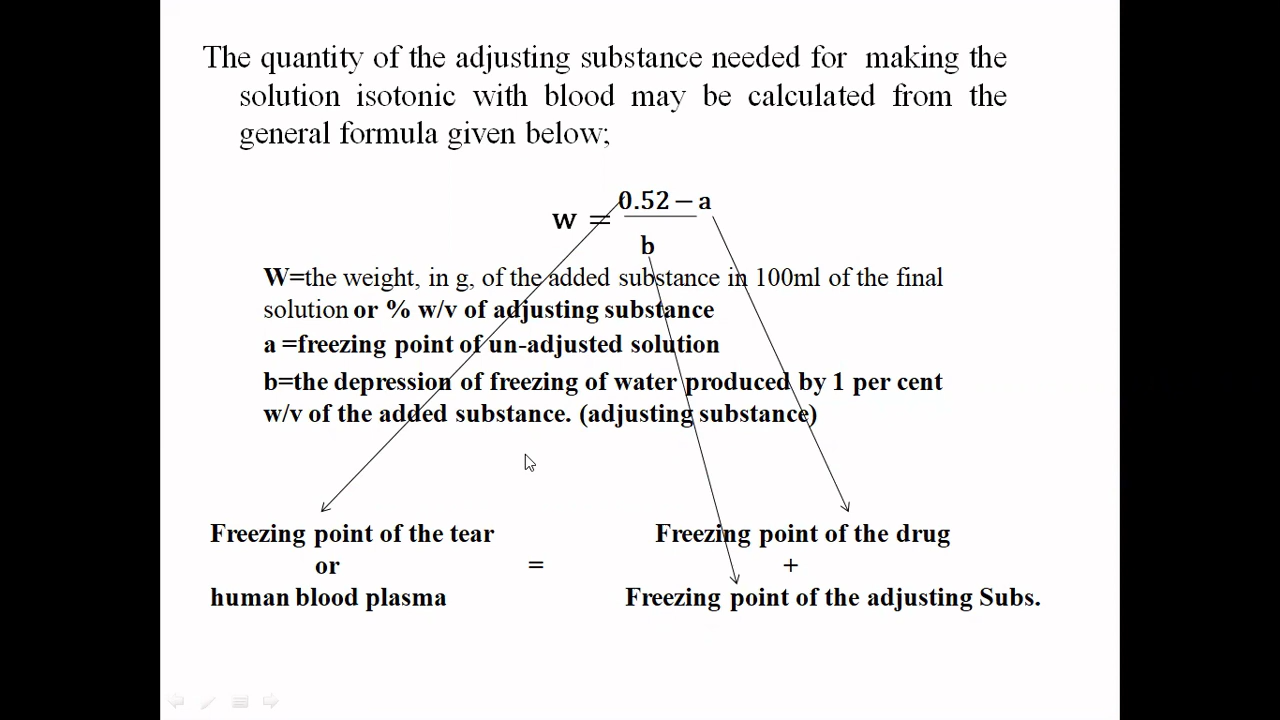 The quantity of the adjusting substance needed for making the
solution isotonic with blood may be calculated from the
general formula given below;
0.52 – a
w =
b
W=the weight, in g, of the added substance in 100ml of the final
solution or % w/v of adjusting substance
a =freezing point of un-adjusted solution
b=the depression of freezing of water produced by 1 per cent
w/v of the added substance. (adjusting substance)
Freezing point of the tear
or
human blood plasma
=
Freezing point of the drug
+
Freezing point of the adjusting Subs.